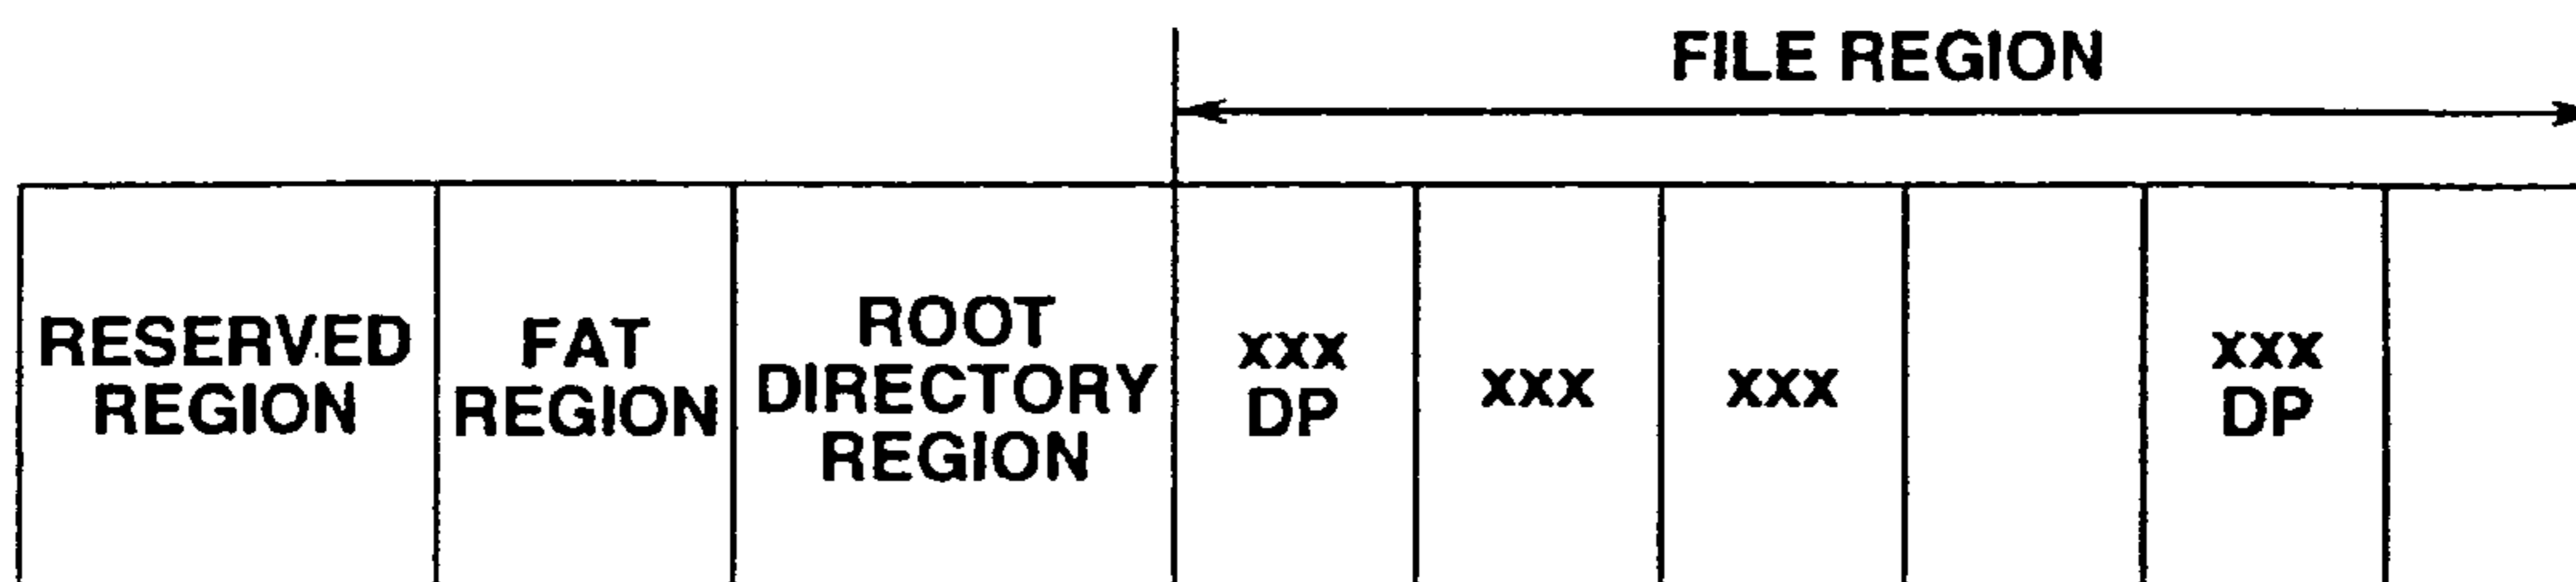 FILE REGION
RESERVED
REGION
FAT
REGION
ROOT
DIRECTORY
REGION
xxx
DP
xxx
xxx
xxx
DP